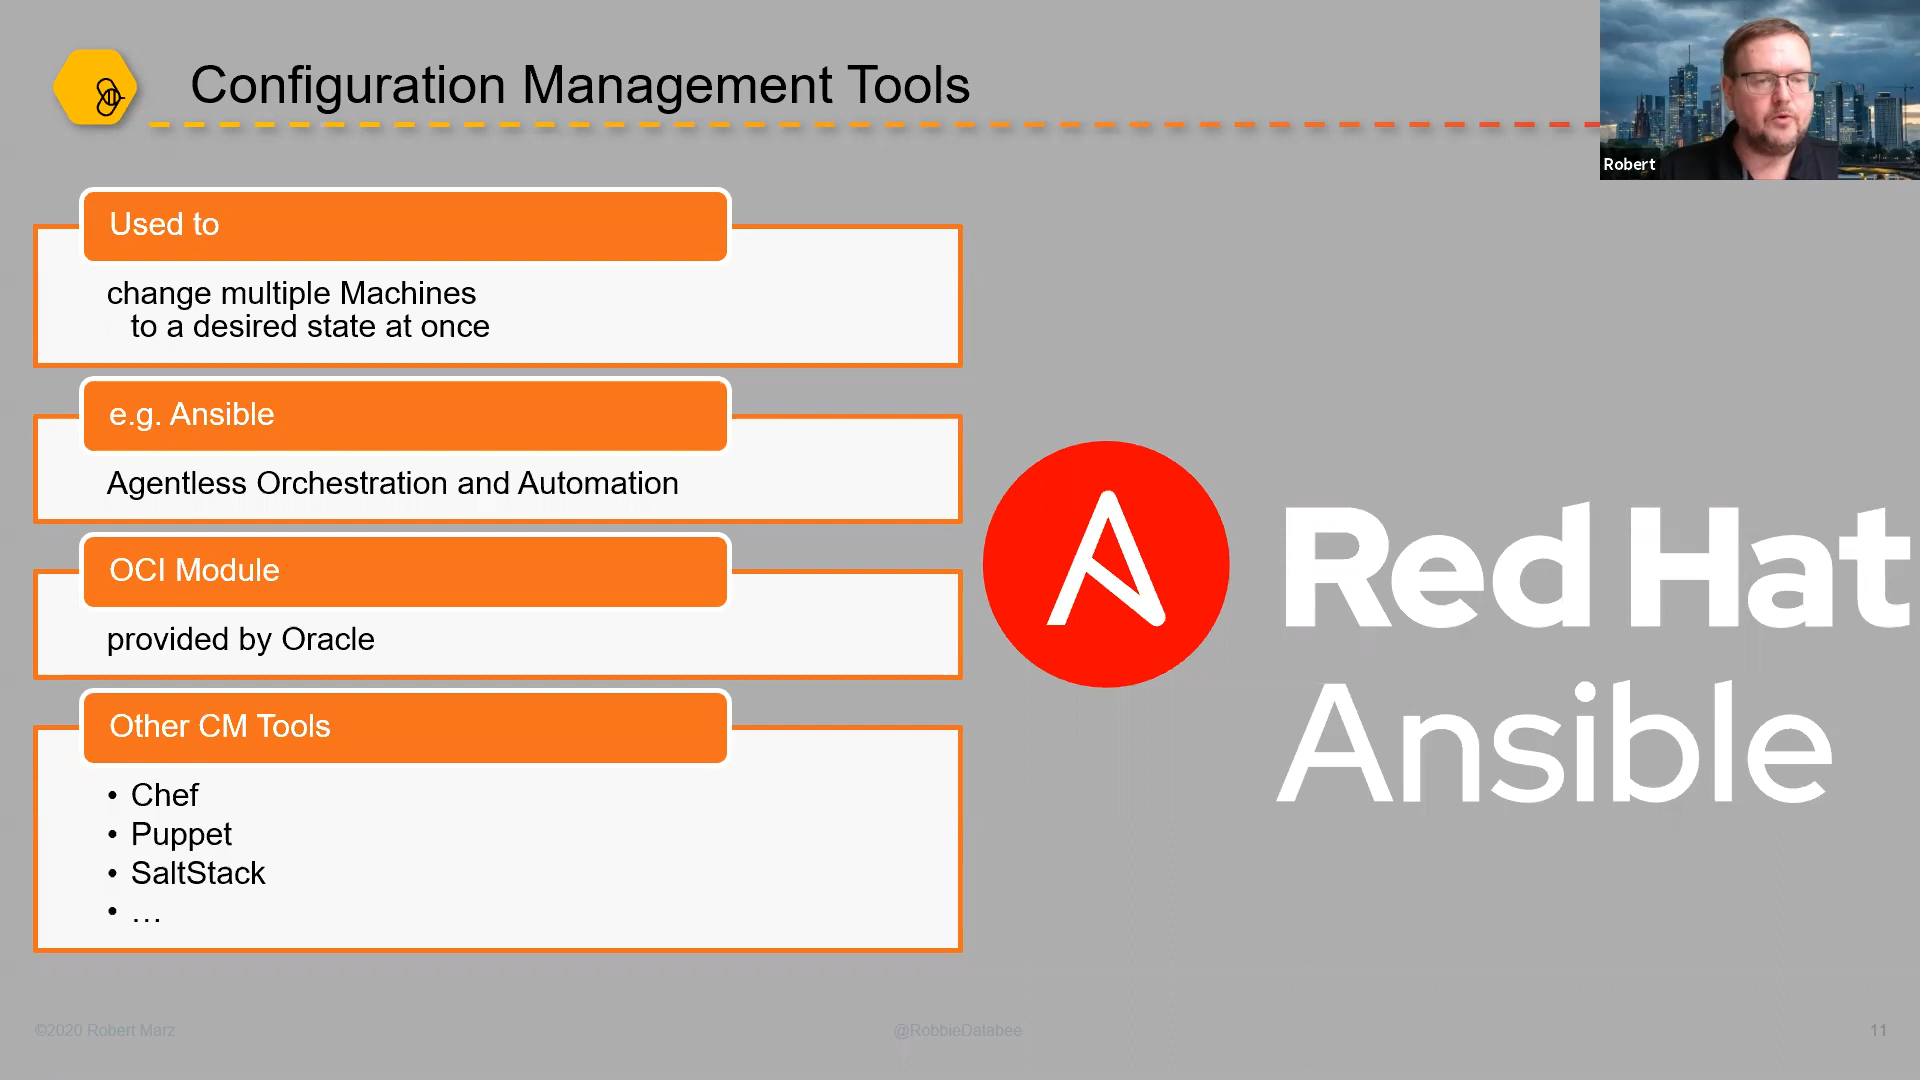 Configuration Management Tools
Robert
Used to
change multiple Machines
to a desired state at once
e.g. Ansible
Agentless Orchestration and Automation
OCI Module
provided by Oracle
Other CM Tools
• Chef
• Puppet
• SaltStack
• …
Red Hat
Ansible
©2020 Robert Marz
@RobbieDatabee
11